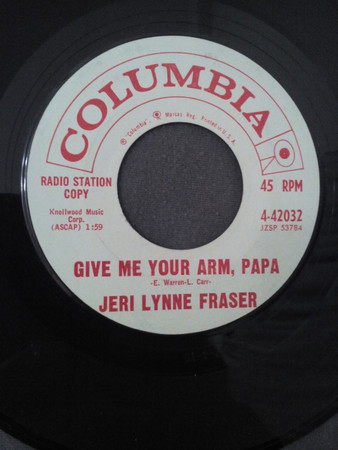 COLUMBIA
® "Columbia", ® Marcas Reg. Printed in U.S.A.
RADIO STATION
COPY
Knollwood Music
Corp.
(ASCAP) 1:59
45 RPM
4-42032
JZSP 53784
GIVE ME YOUR ARM, PAPA
-E. Warren-L. Carr-
JERI LYNNE FRASER